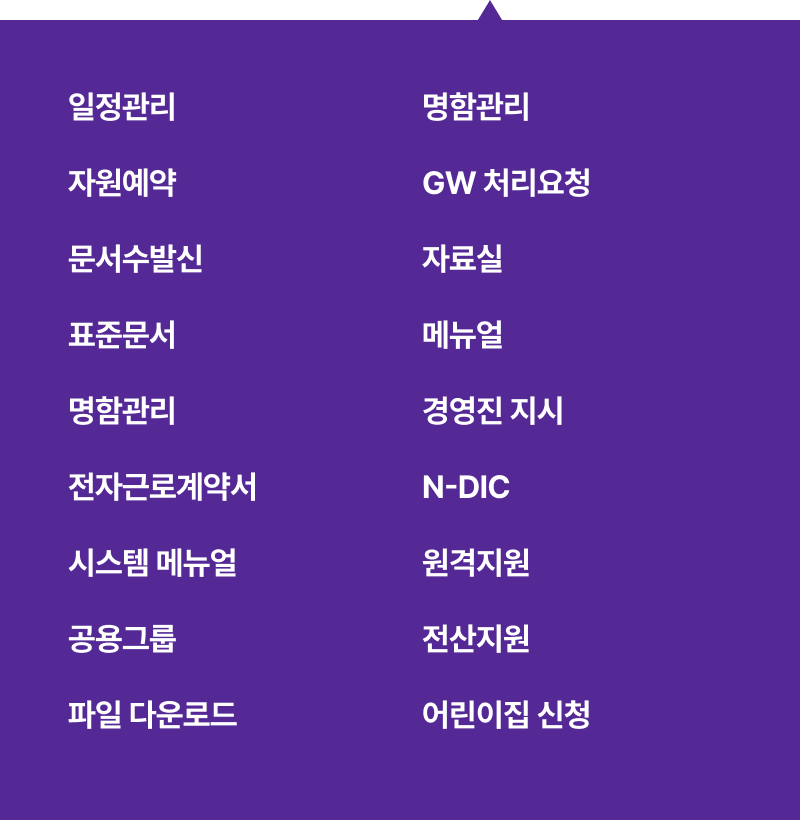 일정관리
자원예약
문서수발신
표준문서
명함관리
전자근로계약서
시스템 메뉴얼
공용그룹
파일 다운로드
명함관리
GW 처리요청
자료실
메뉴얼
경영진 지시
N-DIC
원격지원
전산지원
어린이집 신청